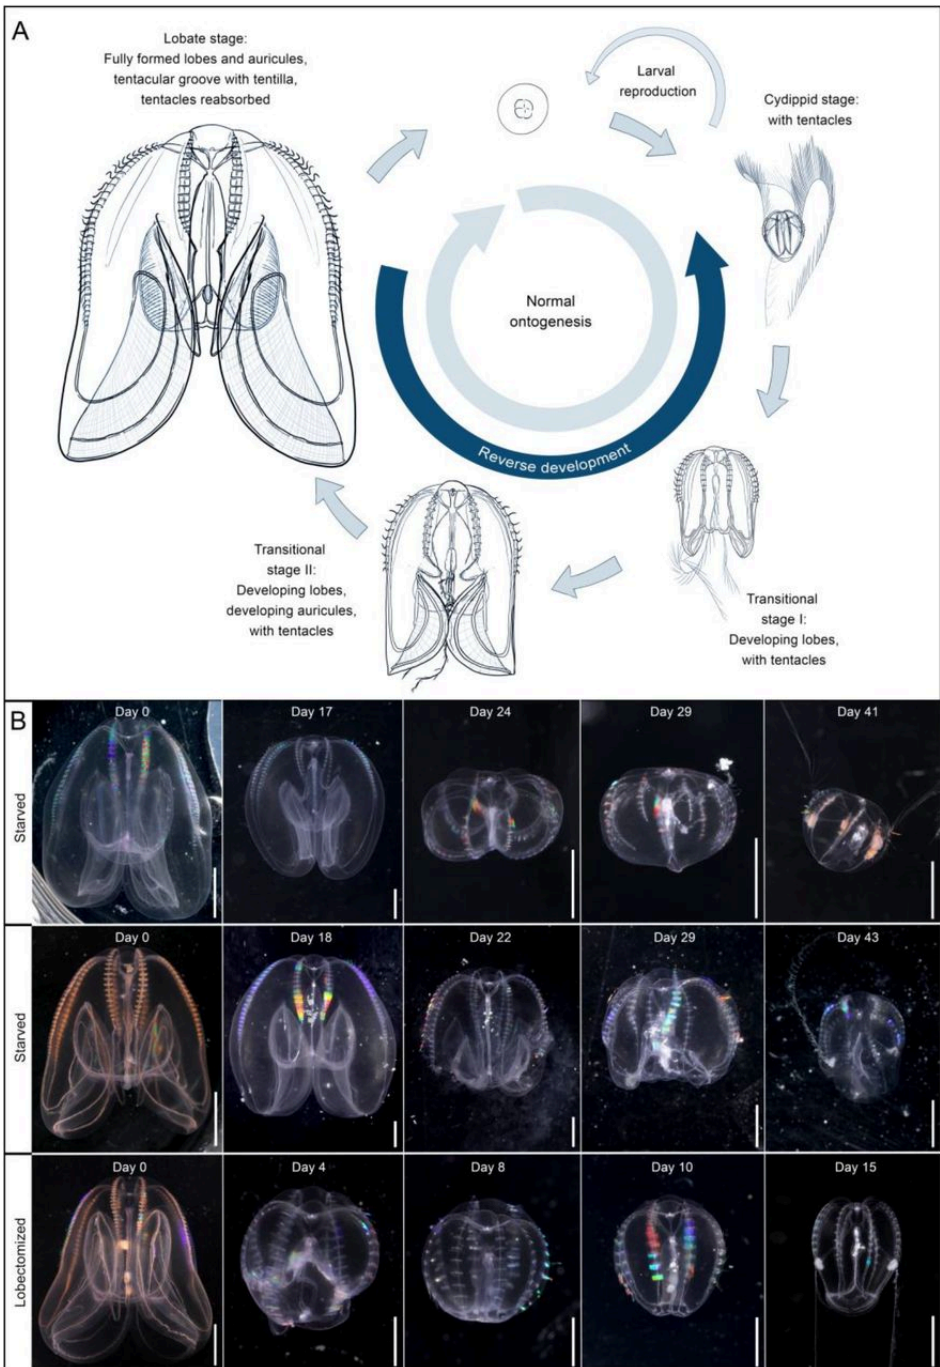 A
Lobate stage:
Fully formed lobes and auricules,
tentacular groove with tentilla,
tentacles reabsorbed
Larval
reproduction
Cydippid stage:
with tentacles
Normal
ontogenesis
Reverse development
Transitional
stage II:
Developing lobes,
developing auricules,
with tentacles
Transitional
stage I:
Developing lobes,
with tentacles
B
Starved
Day 0
Day 17
Day 24
Day 29
Day 41
Starved
Day 0
Day 18
Day 22
Day 29
Day 43
Lobectomized
Day 0
Day 4
Day 8
Day 10
Day 15